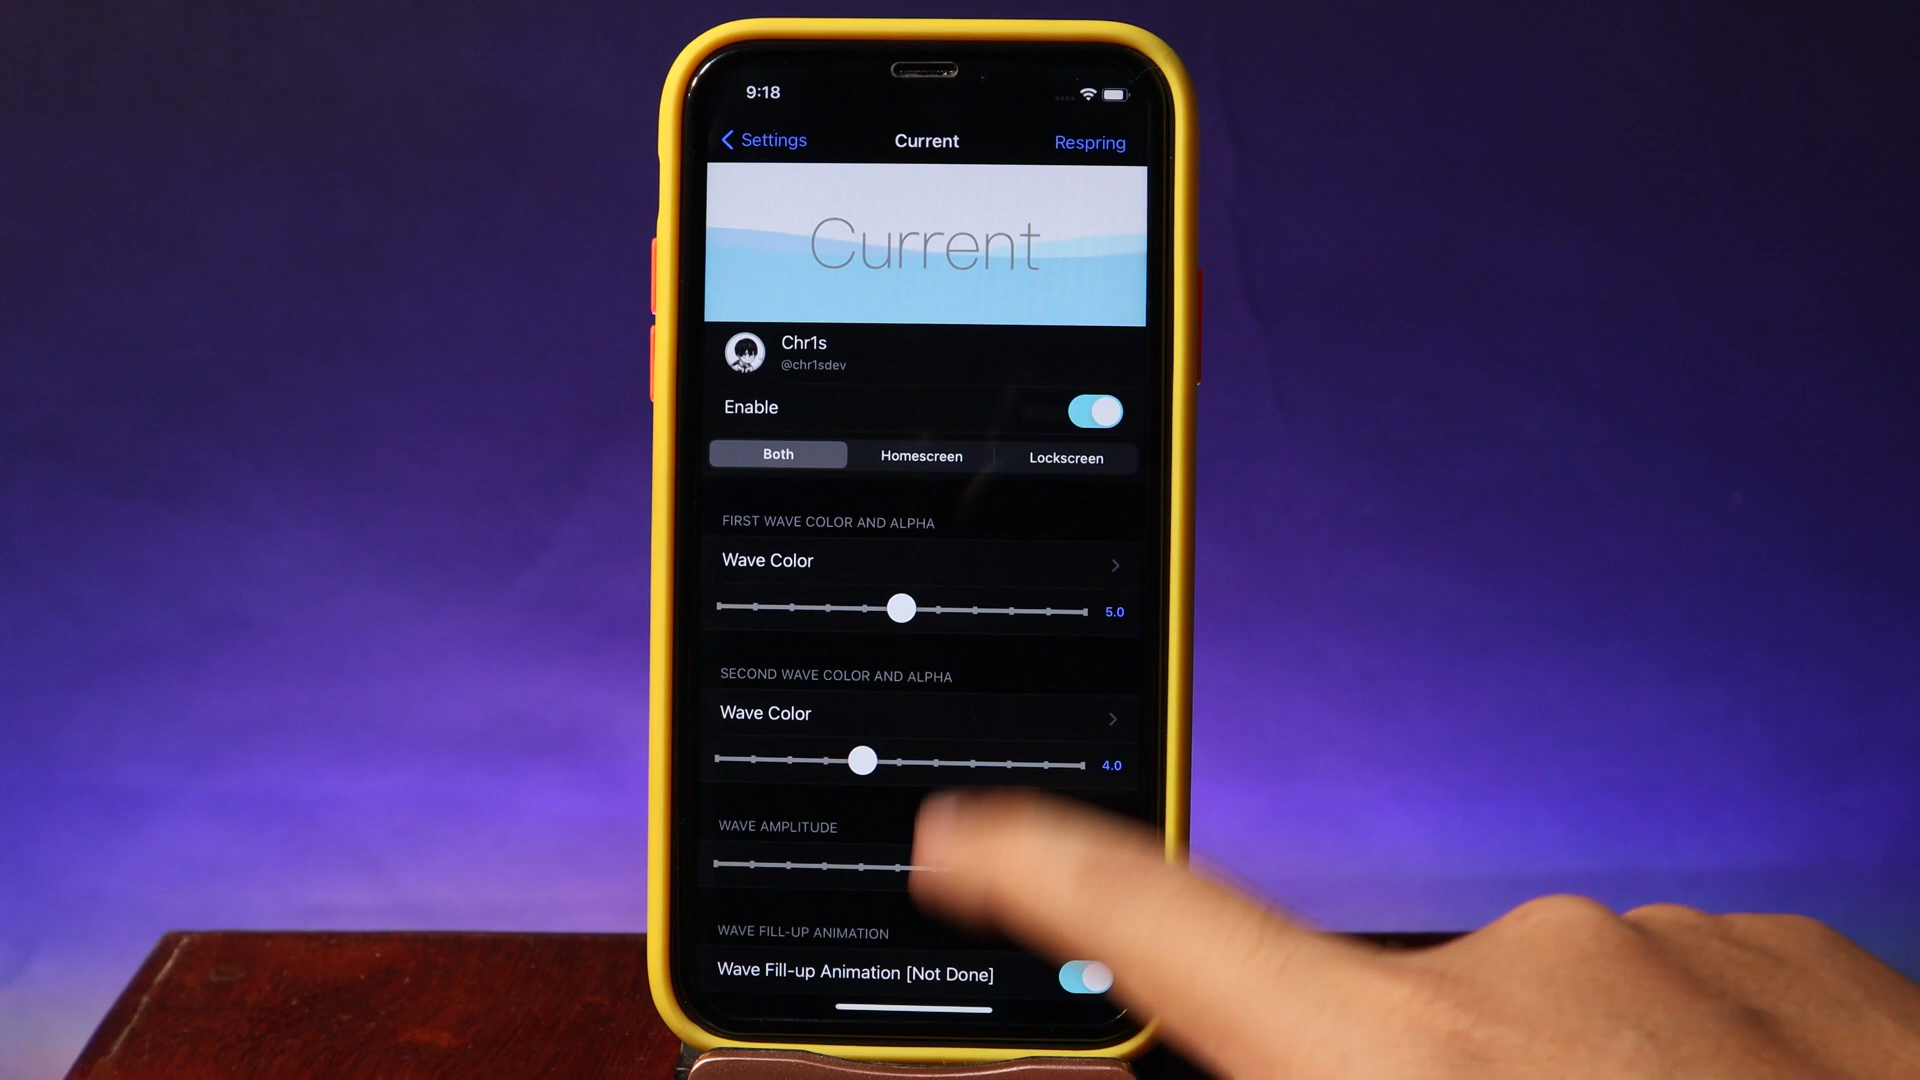 9:18
Settings
Current
Respring
Current
Chr1s
@chr1sdev
Enable
Both
Homescreen
Lockscreen
FIRST WAVE COLOR AND ALPHA
Wave Color
5.0
SECOND WAVE COLOR AND ALPHA
Wave Color
4.0
WAVE AMPLITUDE
WAVE FILL-UP ANIMATION
Wave Fill-up Animation [Not Done]